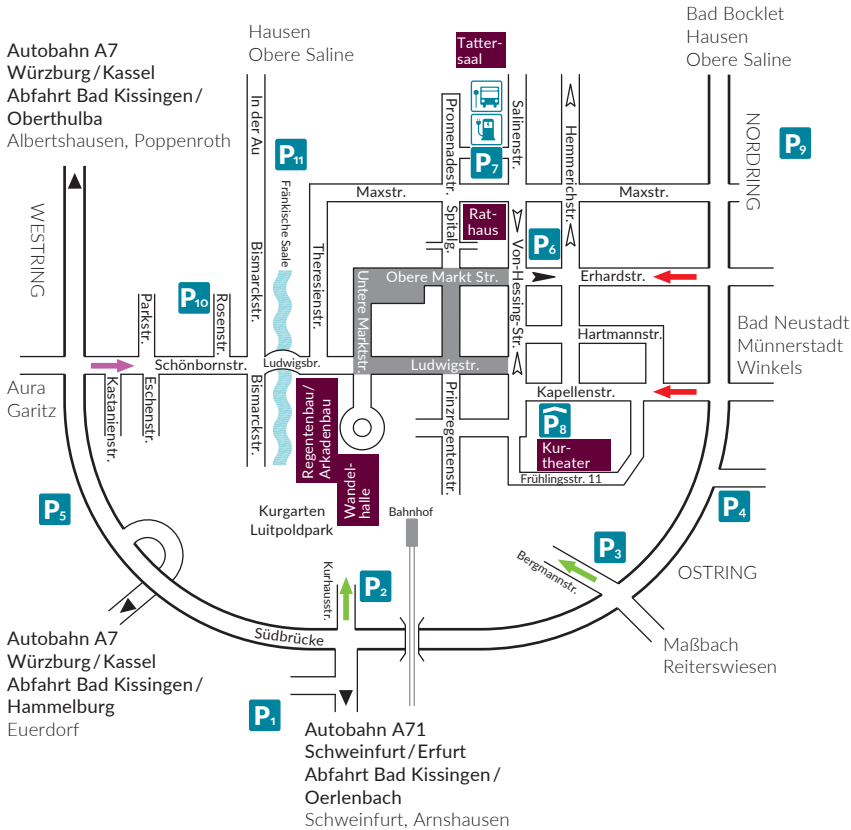 Autobahn A7
Würzburg/Kassel
Abfahrt Bad Kissingen/
Oberthulba
Albertshausen, Poppenroth
Hausen
Obere Saline
Tatter-
saal
Bad Bocklet
Hausen
Obere Saline
In der Au
Promenadestr.
Salinenstr.
Hemmerichstr.
NORDRING
P9
P11
P7
Fränkische Saale
Maxstr.
Maxstr.
WESTRING
Spitalg.
Rat-
haus
P6
Von-Hessing-Str.
Bismarckstr.
Theresienstr.
Untere Marktstr.
Obere Markt Str.
Erhardstr.
P10
Parkstr.
Rosenstr.
Hartmannstr.
Bad Neustadt
Münnerstadt
Winkels
Schönbornstr.
Ludwigsbr.
Ludwigstr.
Aura
Garitz
Kastanienstr.
Eschenstr.
Bismarckstr.
Regentenbau/
Arkadenbau
Prinzregentenstr.
Kapellenstr.
P8
Kur-
theater
Wandel-
halle
Frühlingsstr. 11
P5
Kurgarten
Luitpoldpark
Bahnhof
P4
P3
Bergmannstr.
OSTRING
Kurhausstr.
P2
Südbrücke
Maßbach
Reiterswiesen
Autobahn A7
Würzburg/Kassel
Abfahrt Bad Kissingen/
Hammelburg
Euerdorf
P1
Autobahn A71
Schweinfurt/Erfurt
Abfahrt Bad Kissingen/
Oerlenbach
Schweinfurt, Arnshausen